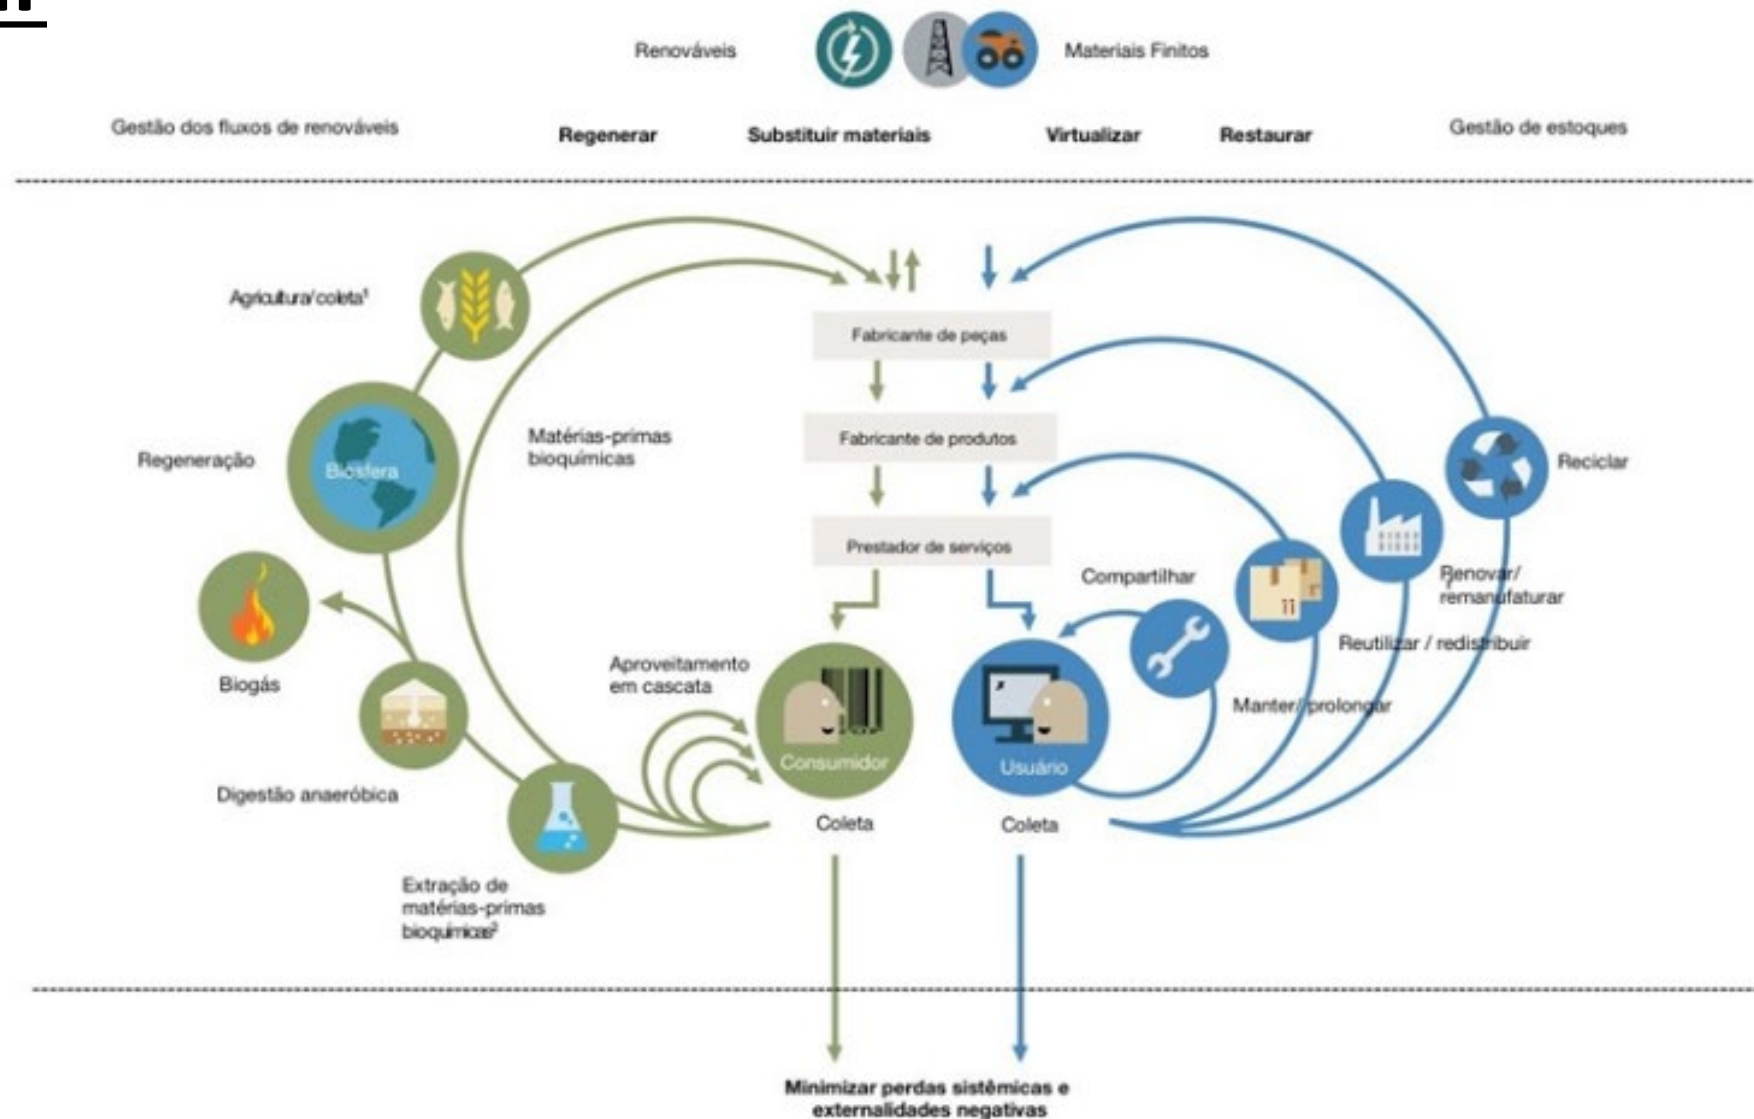 Renováveis
Materiais Finitos
Gestão dos fluxos de renováveis
Regenerar
Substituir materiais
Virtualizar
Restaurar
Gestão de estoques
Agricultura/coleta¹
Fabricante de peças
Matérias-primas
bioquímicas
Fabricante de produtos
Regeneração
Biosfera
Reciclar
Prestador de serviços
Compartilhar
Renovar/
remanufaturar
Reutilizar / redistribuir
Biogás
Aproveitamento
em cascata
Manter/ prolongar
Consumidor
Usuário
Digestão anaeróbica
Coleta
Coleta
Extração de
matérias-primas
bioquímicas²
Minimizar perdas sistêmicas e
externalidades negativas